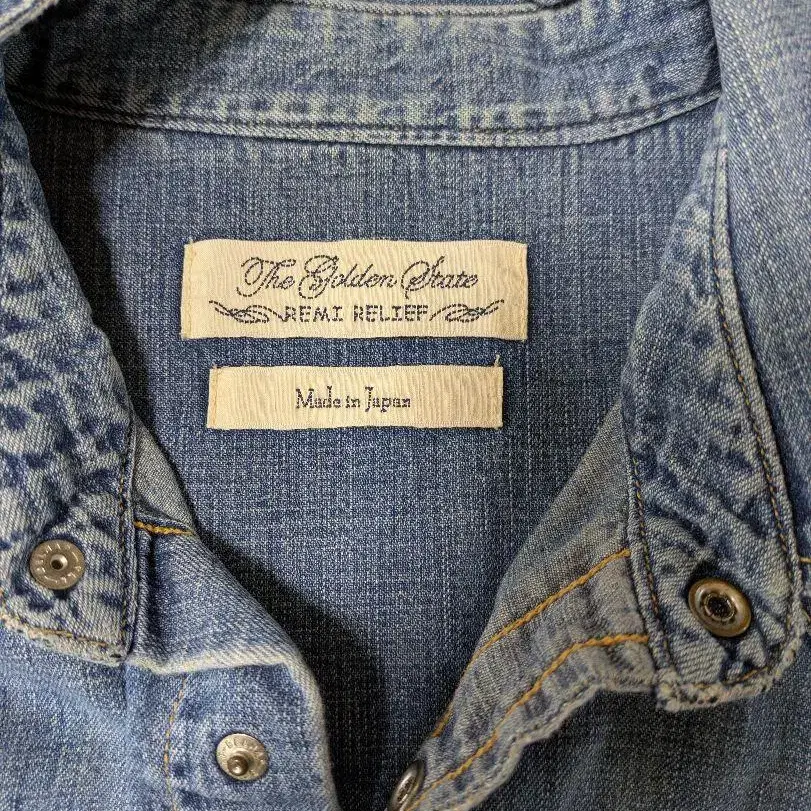 The Golden State
REMI RELIEF
Made in Japan